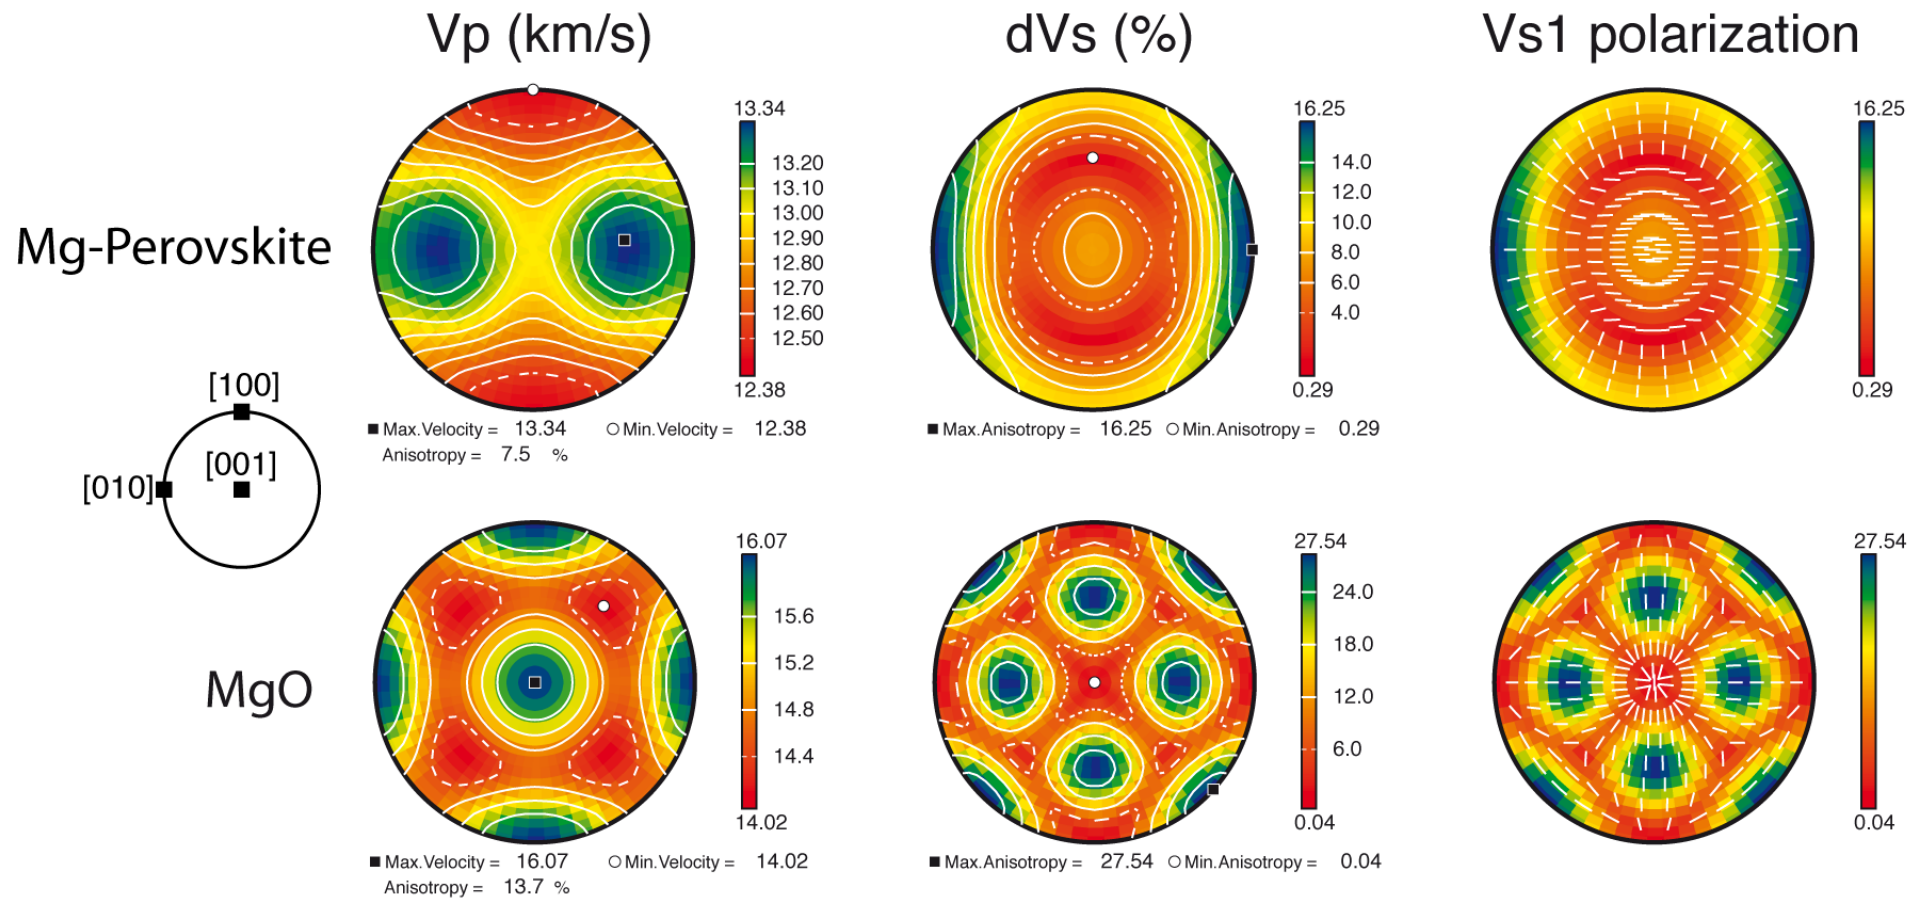 Vp (km/s)
dVs (%)
Vs1 polarization
Mg-Perovskite
13.34
13.20
13.10
13.00
12.90
12.80
12.70
12.60
12.50
12.38
Max.Velocity = 13.34
Min.Velocity = 12.38
Anisotropy = 7.5 %
16.25
14.0
12.0
10.0
8.0
6.0
4.0
0.29
Max.Anisotropy = 16.25
Min.Anisotropy = 0.29
16.25
0.29
[100]
[001]
[010]
MgO
16.07
15.6
15.2
14.8
14.4
14.02
Max.Velocity = 16.07
Min.Velocity = 14.02
Anisotropy = 13.7 %
27.54
24.0
18.0
12.0
6.0
0.04
Max.Anisotropy = 27.54
Min.Anisotropy = 0.04
27.54
0.04